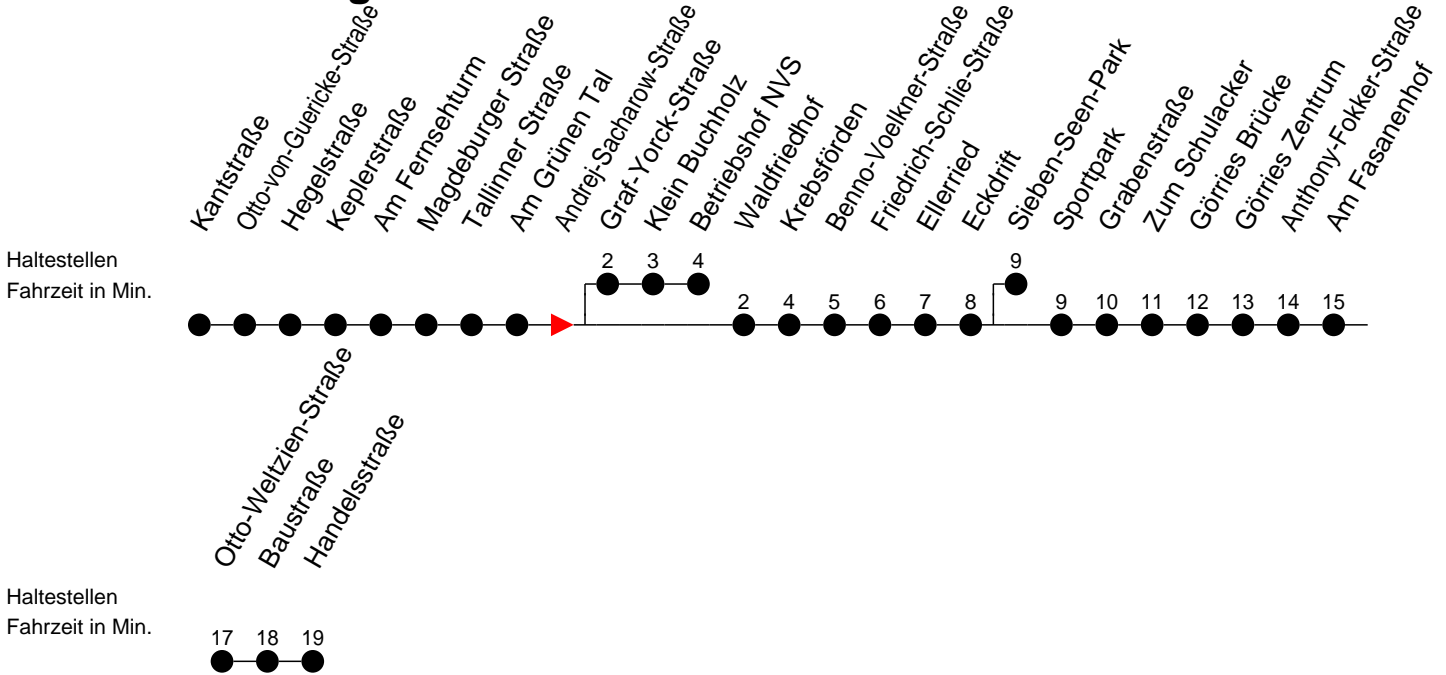 Kantstraße
Otto-von-Guericke-Straße
Hegelstraße
Keplerstraße
Am Fernsehturm
Magdeburger Straße
Tallinner Straße
Am Grünen Tal
Andrej-Sacharow-Straße
Graf-Yorck-Straße
Klein Buchholz
Betriebshof NVS
Waldfriedhof
Krebsförden
Benno-Voelkner-Straße
Friedrich-Schlie-Straße
Ellerried
Eckdrift
Sieben-Seen-Park
Sportpark
Grabenstraße
Zum Schulacker
Görries Brücke
Görries Zentrum
Anthony-Fokker-Straße
Am Fasanenhof
Haltestellen
Fahrzeit in Min.
2 3 4 9
2 4 5 6 7 8 9 10 11 12 13 14 15
Otto-Weltzien-Straße
Baustraße
Handelsstraße
Haltestellen
Fahrzeit in Min.
17 18 19